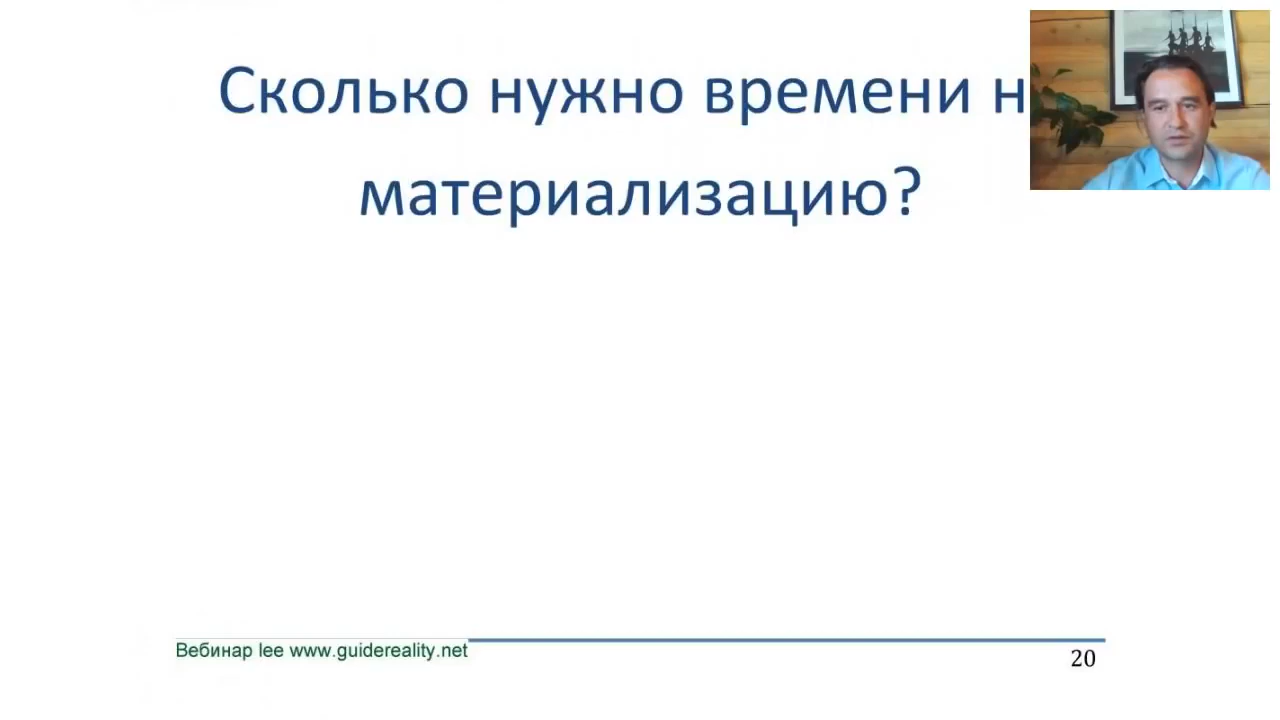 Сколько нужно времени н
материализацию?
Вебинар lee www.guidereality.net
20